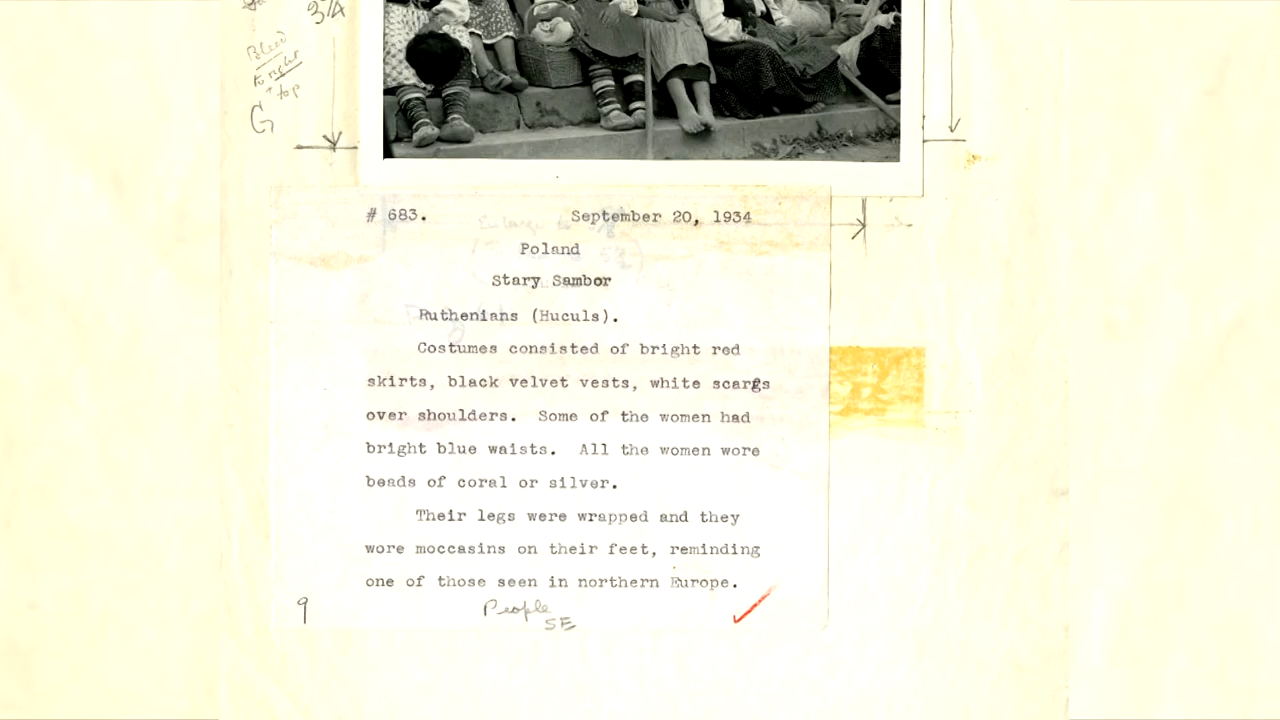 3/4
Bleed
to right
+ top
G
# 683. September 20, 1934
Poland
Stary Sambor
Ruthenians (Huculs).
Costumes consisted of bright red
skirts, black velvet vests, white scarfs
over shoulders. Some of the women had
bright blue waists. All the women wore
beads of coral or silver.
Their legs were wrapped and they
wore moccasins on their feet, reminding
one of those seen in northern Europe.
9 People
SE